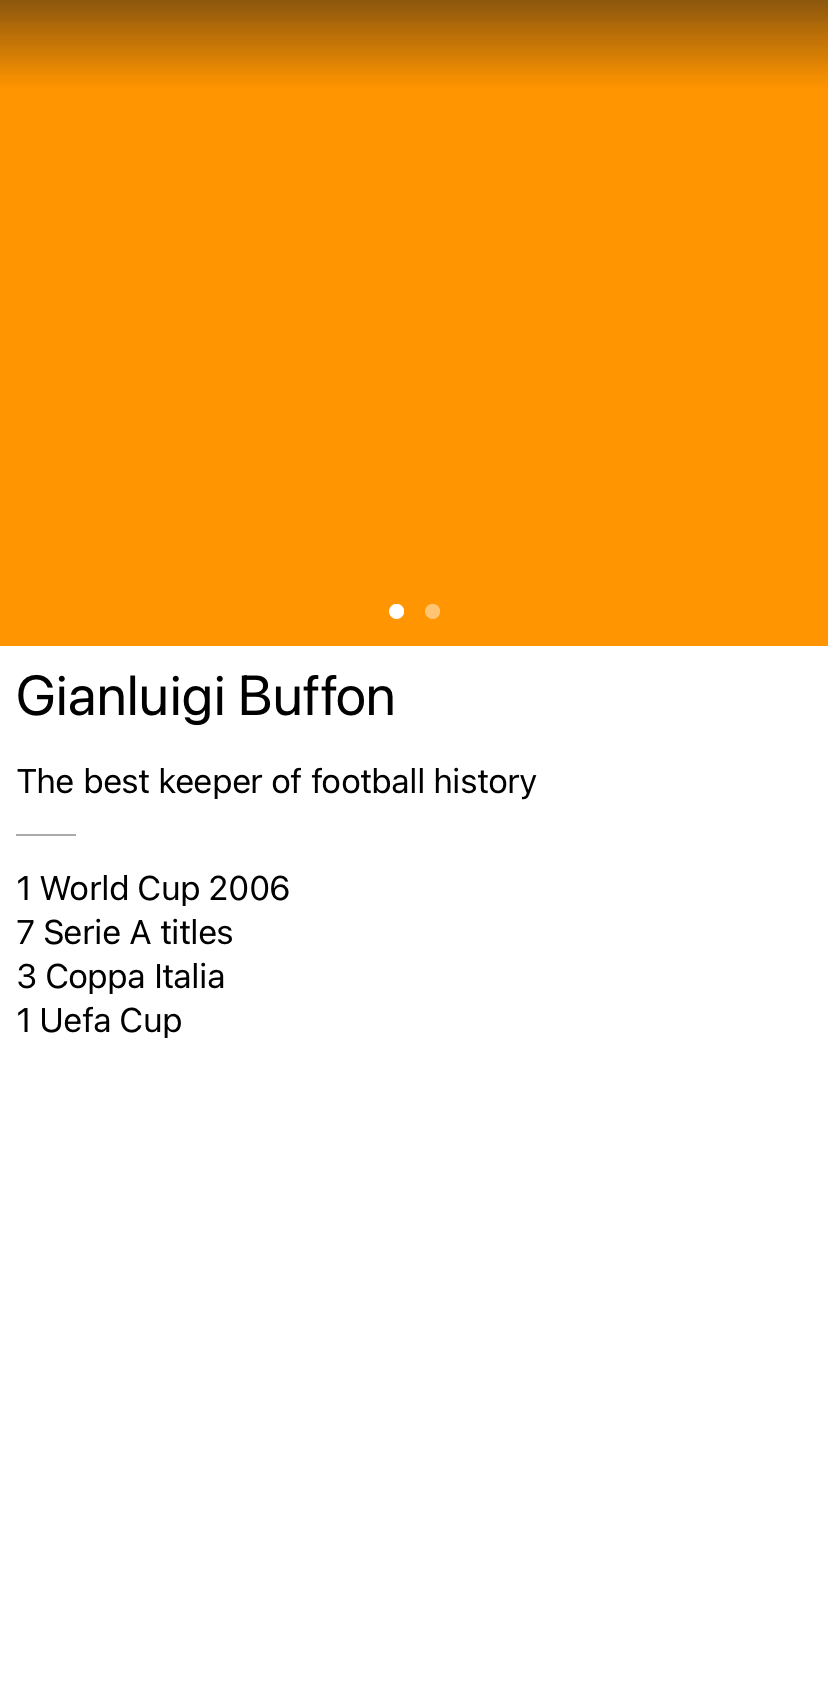 Gianluigi Buffon
The best keeper of football history
1 World Cup 2006
7 Serie A titles
3 Coppa Italia
1 Uefa Cup